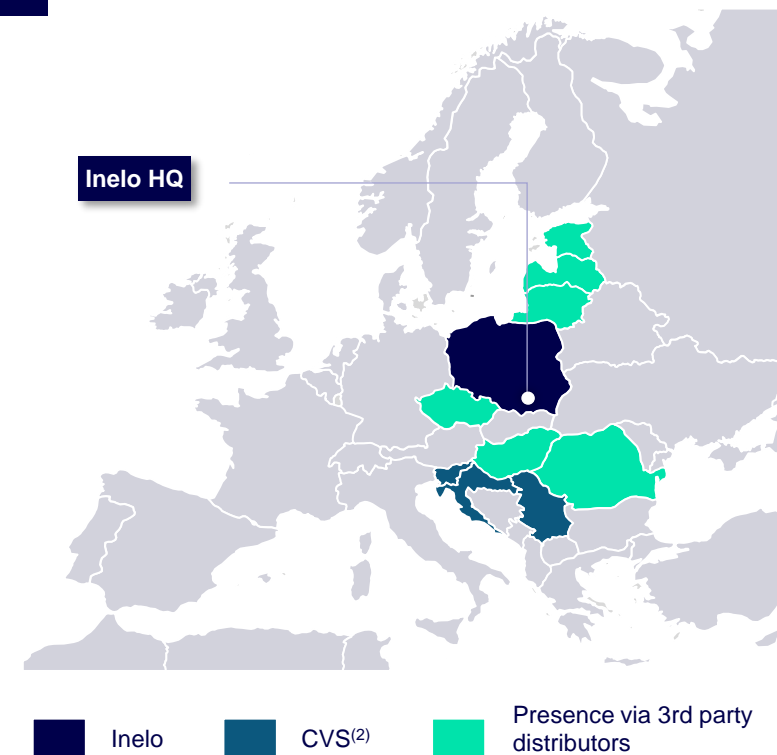 Inelo HQ
Inelo
CVS(2)
Presence via 3rd party
distributors